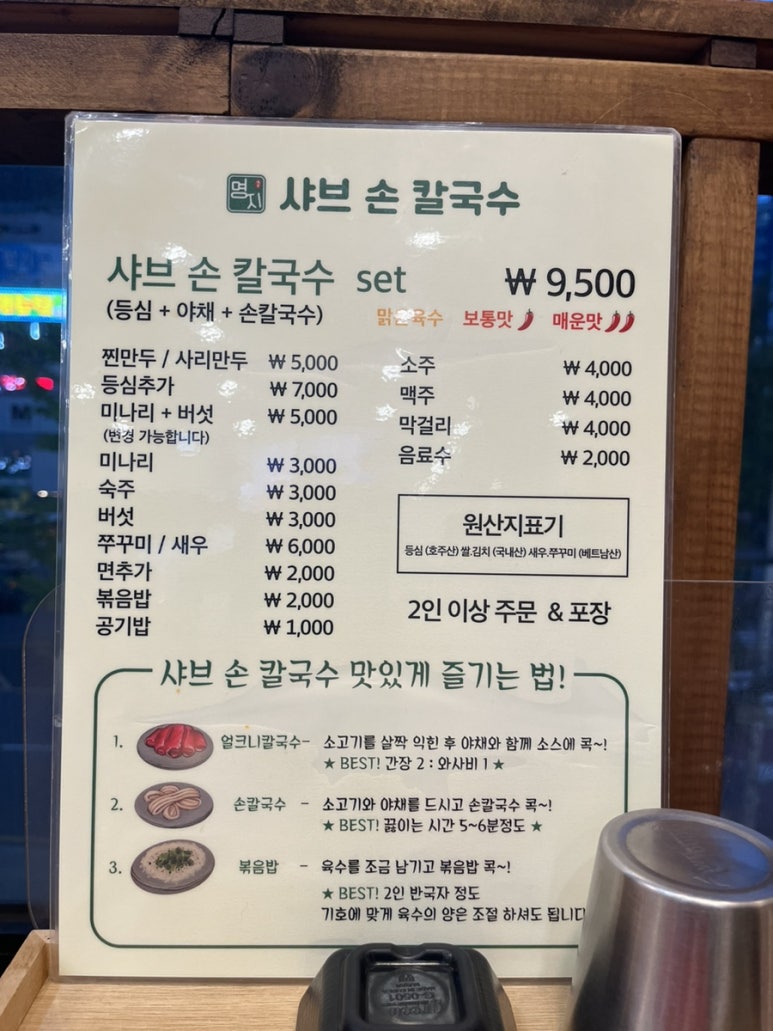 명지 샤브 손 칼국수
샤브 손 칼국수 set ₩ 9,500
(등심 + 야채 + 손칼국수) 맑은육수 보통맛 매운맛
찐만두 / 사리만두 ₩ 5,000
등심추가 ₩ 7,000
미나리 + 버섯 ₩ 5,000
(변경 가능합니다)
미나리 ₩ 3,000
숙주 ₩ 3,000
버섯 ₩ 3,000
쭈꾸미 / 새우 ₩ 6,000
면추가 ₩ 2,000
볶음밥 ₩ 2,000
공기밥 ₩ 1,000
소주 ₩ 4,000
맥주 ₩ 4,000
막걸리 ₩ 4,000
음료수 ₩ 2,000
원산지표기
등심 (호주산) 쌀.김치 (국내산) 새우.쭈꾸미 (베트남산)
2인 이상 주문 & 포장
샤브 손 칼국수 맛있게 즐기는 법!
1. 얼크니칼국수- 소고기를 살짝 익힌 후 야채와 함께 소스에 콕~!
★ BEST! 간장 2 : 와사비 1 ★
2. 손칼국수 - 소고기와 야채를 드시고 손칼국수 콕~!
★ BEST! 끓이는 시간 5~6분정도 ★
3. 볶음밥 - 육수를 조금 남기고 볶음밥 콕~!
★ BEST! 2인 반국자 정도
기호에 맞게 육수의 양은 조절 하셔도 됩니다